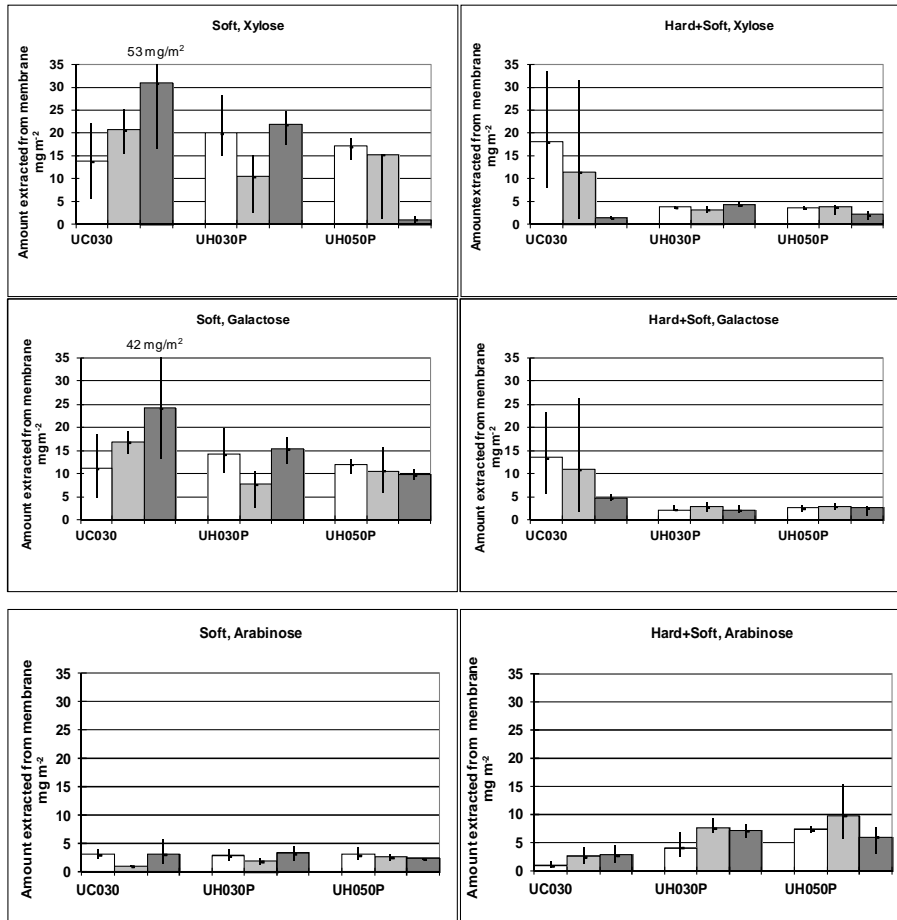 Soft, Xylose
53 mg/m²
Amount extracted from membrane
mg m⁻²
35
30
25
20
15
10
5
0
UC030 UH030P UH050P
Hard+Soft, Xylose
Amount extracted from membrane
mg m⁻²
35
30
25
20
15
10
5
0
UC030 UH030P UH050P
Soft, Galactose
42 mg/m²
Amount extracted from membrane
mg m⁻²
35
30
25
20
15
10
5
0
UC030 UH030P UH050P
Hard+Soft, Galactose
Amount extracted from membrane
mg m⁻²
35
30
25
20
15
10
5
0
UC030 UH030P UH050P
Soft, Arabinose
Amount extracted from membrane
mg m⁻²
35
30
25
20
15
10
5
0
UC030 UH030P UH050P
Hard+Soft, Arabinose
Amount extracted from membrane
mg m⁻²
35
30
25
20
15
10
5
0
UC030 UH030P UH050P